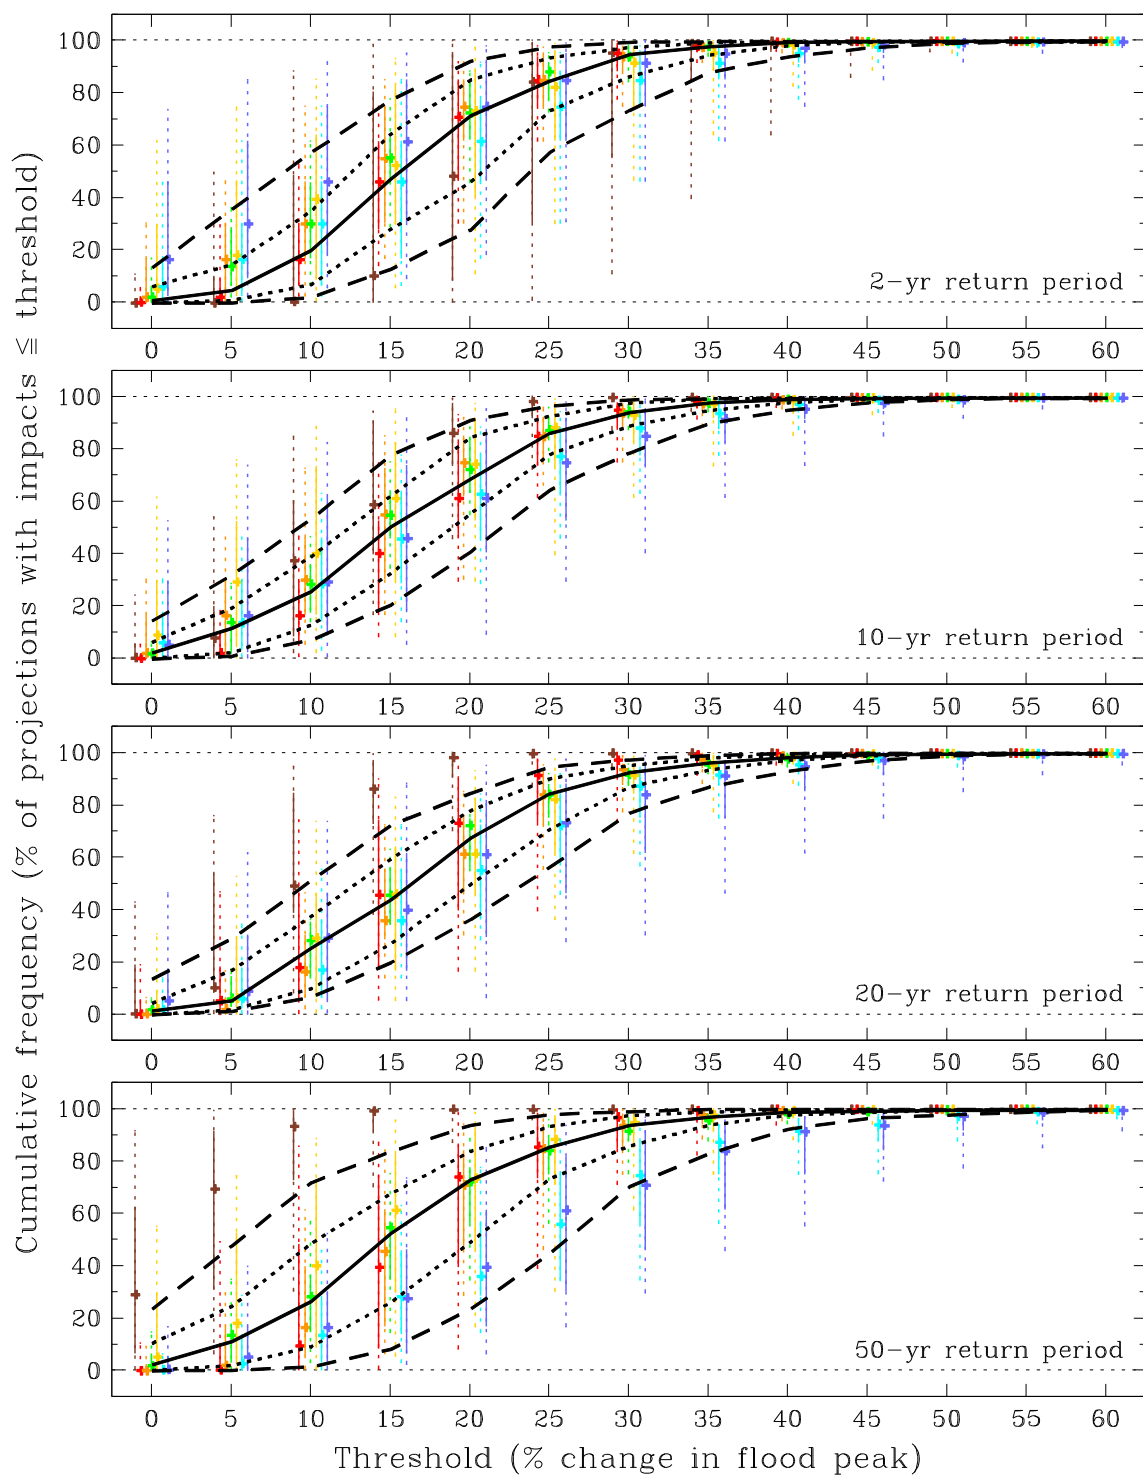 Cumulative frequency (% of projections with impacts ≦ threshold)
100
80
60
40
20
0
2-yr return period
0 5 10 15 20 25 30 35 40 45 50 55 60
100
80
60
40
20
0
10-yr return period
0 5 10 15 20 25 30 35 40 45 50 55 60
100
80
60
40
20
0
20-yr return period
0 5 10 15 20 25 30 35 40 45 50 55 60
100
80
60
40
20
0
50-yr return period
0 5 10 15 20 25 30 35 40 45 50 55 60
Threshold (% change in flood peak)